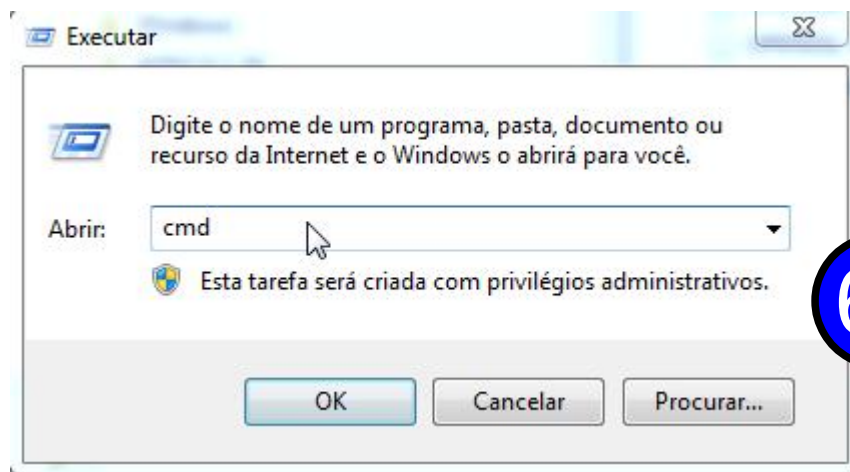 Executar
Digite o nome de um programa, pasta, documento ou
recurso da Internet e o Windows o abrirá para você.
Abrir: cmd
Esta tarefa será criada com privilégios administrativos.
6
OK Cancelar Procurar...